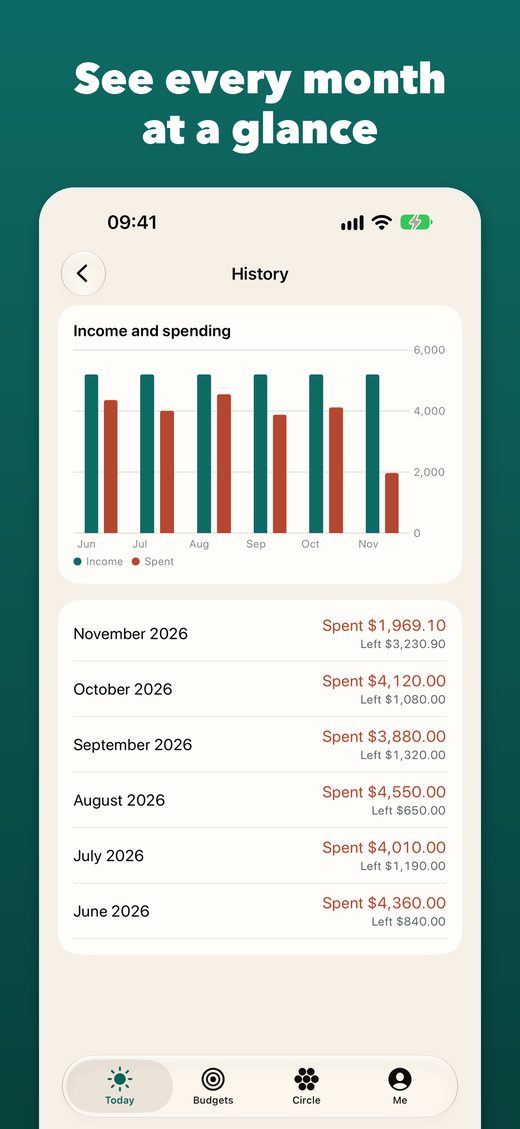 See every month
at a glance
09:41
History
Income and spending
6,000
4,000
2,000
0
Jun Jul Aug Sep Oct Nov
Income Spent
November 2026
Spent $1,969.10
Left $3,230.90
October 2026
Spent $4,120.00
Left $1,080.00
September 2026
Spent $3,880.00
Left $1,320.00
August 2026
Spent $4,550.00
Left $650.00
July 2026
Spent $4,010.00
Left $1,190.00
June 2026
Spent $4,360.00
Left $840.00
Today Budgets Circle Me